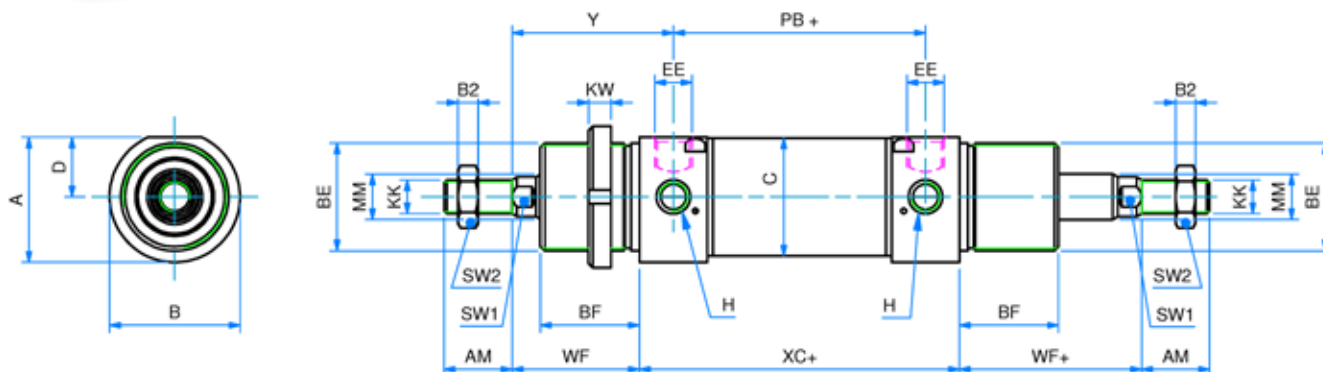 Y
PB +
EE
EE
B2
KW
B2
A
D
BE
MM
KK
C
KK
MM
BE
SW2
SW1
H
H
SW2
SW1
B
BF
BF
AM
WF
XC+
WF+
AM